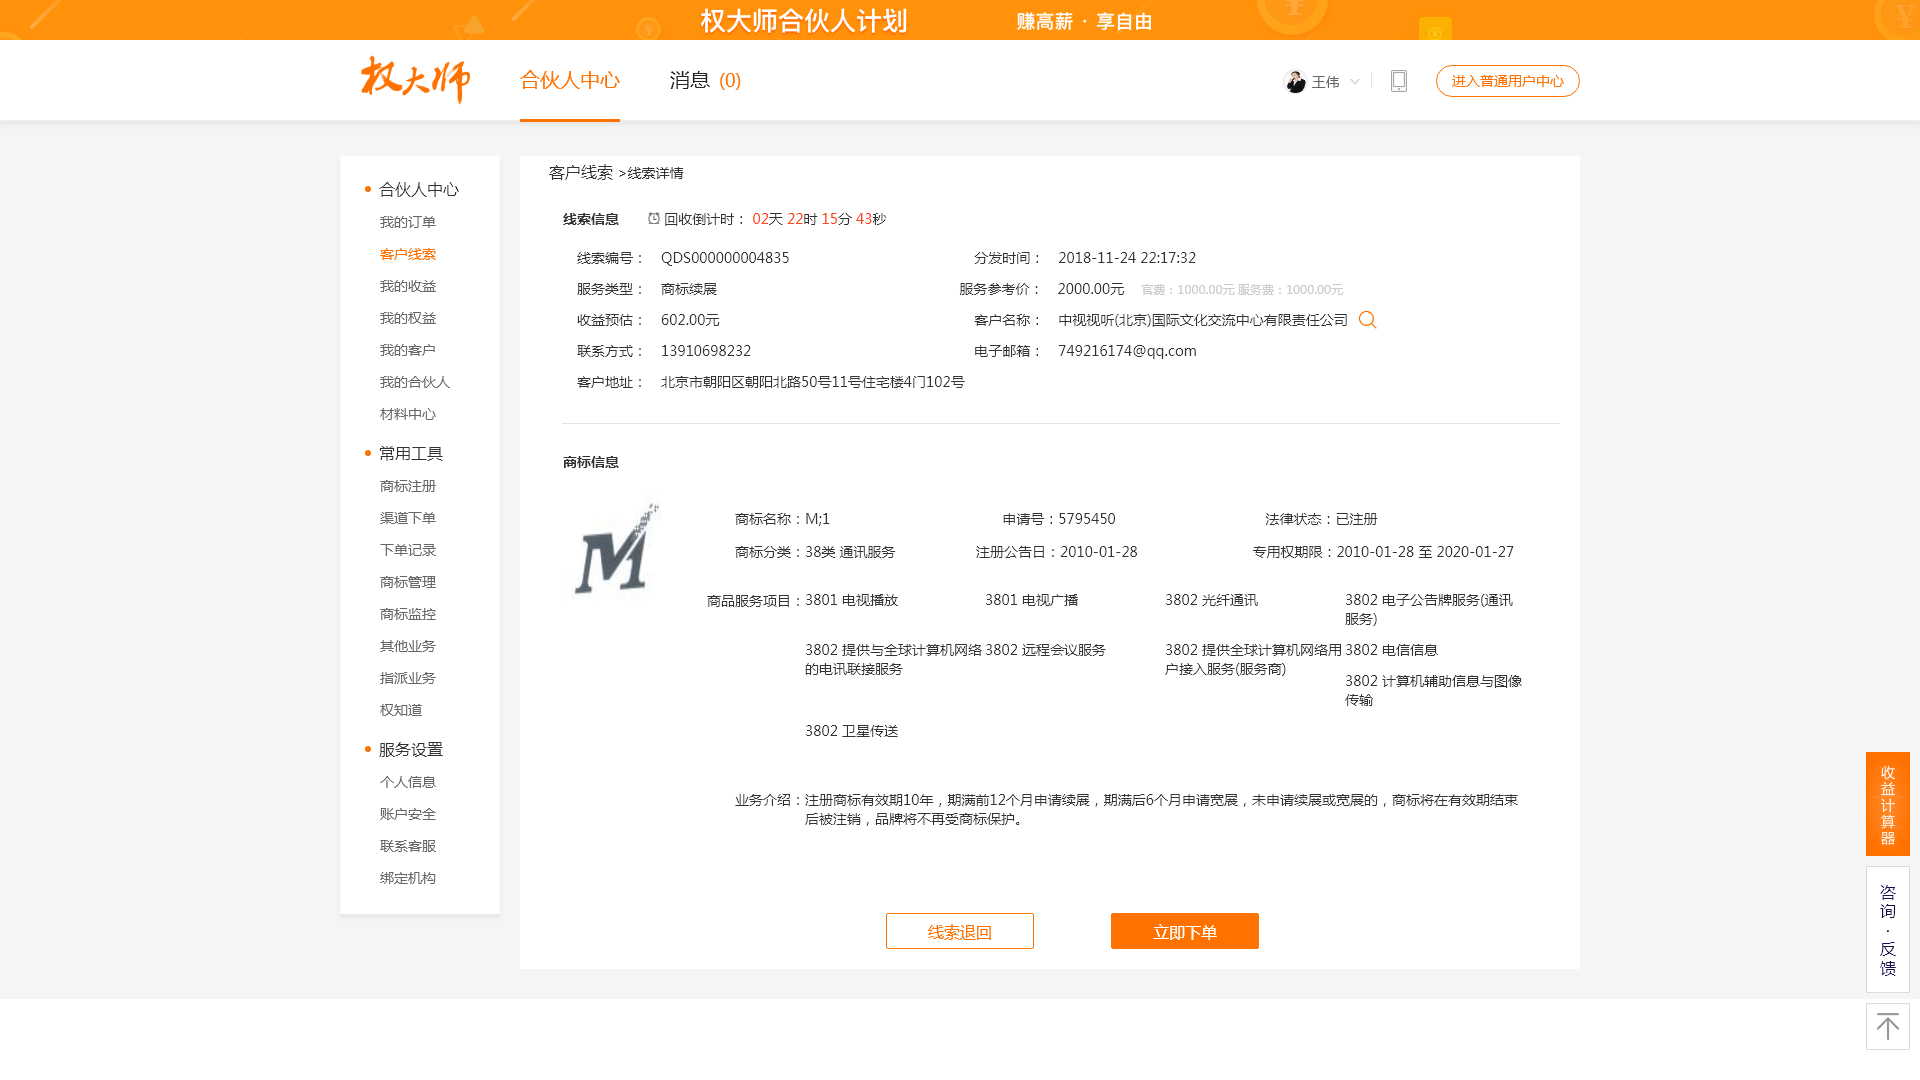 权大师合伙人计划 赚高薪 · 享自由
权大师 合伙人中心 消息 (0) 王伟 进入普通用户中心
合伙人中心
我的订单
客户线索
我的收益
我的权益
我的客户
我的合伙人
材料中心
常用工具
商标注册
渠道下单
下单记录
商标管理
商标监控
其他业务
指派业务
权知道
服务设置
个人信息
账户安全
联系客服
绑定机构
客户线索 >线索详情
线索信息 回收倒计时： 02天 22时 15分 43秒
线索编号： QDS000000004835 分发时间： 2018-11-24 22:17:32
服务类型： 商标续展 服务参考价： 2000.00元 官费：1000.00元 服务费：1000.00元
收益预估： 602.00元 客户名称： 中视视听(北京)国际文化交流中心有限责任公司
联系方式： 13910698232 电子邮箱： 749216174@qq.com
客户地址： 北京市朝阳区朝阳北路50号11号住宅楼4门102号
商标信息
M
商标名称：M;1 申请号：5795450 法律状态：已注册
商标分类：38类 通讯服务 注册公告日：2010-01-28 专用权期限：2010-01-28 至 2020-01-27
商品服务项目：3801 电视播放 3801 电视广播 3802 光纤通讯 3802 电子公告牌服务(通讯
服务)
3802 提供与全球计算机网络 3802 远程会议服务 3802 提供全球计算机网络用 3802 电信信息
的电讯联接服务 户接入服务(服务商)
3802 计算机辅助信息与图像
传输
3802 卫星传送
业务介绍：注册商标有效期10年，期满前12个月申请续展，期满后6个月申请宽展，未申请续展或宽展的，商标将在有效期结束
后被注销，品牌将不再受商标保护。
线索退回 立即下单
收益计算器
咨询·反馈